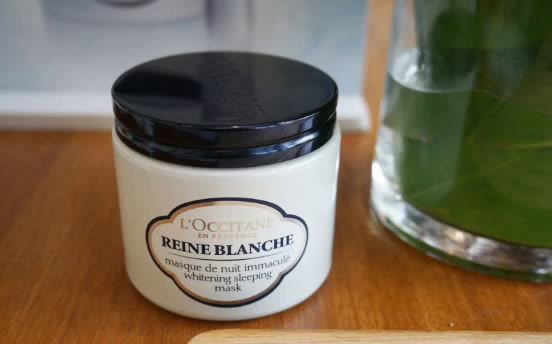 L'OCCITANE
EN PROVENCE
REINE BLANCHE
masque de nuit immaculé
whitening sleeping
mask